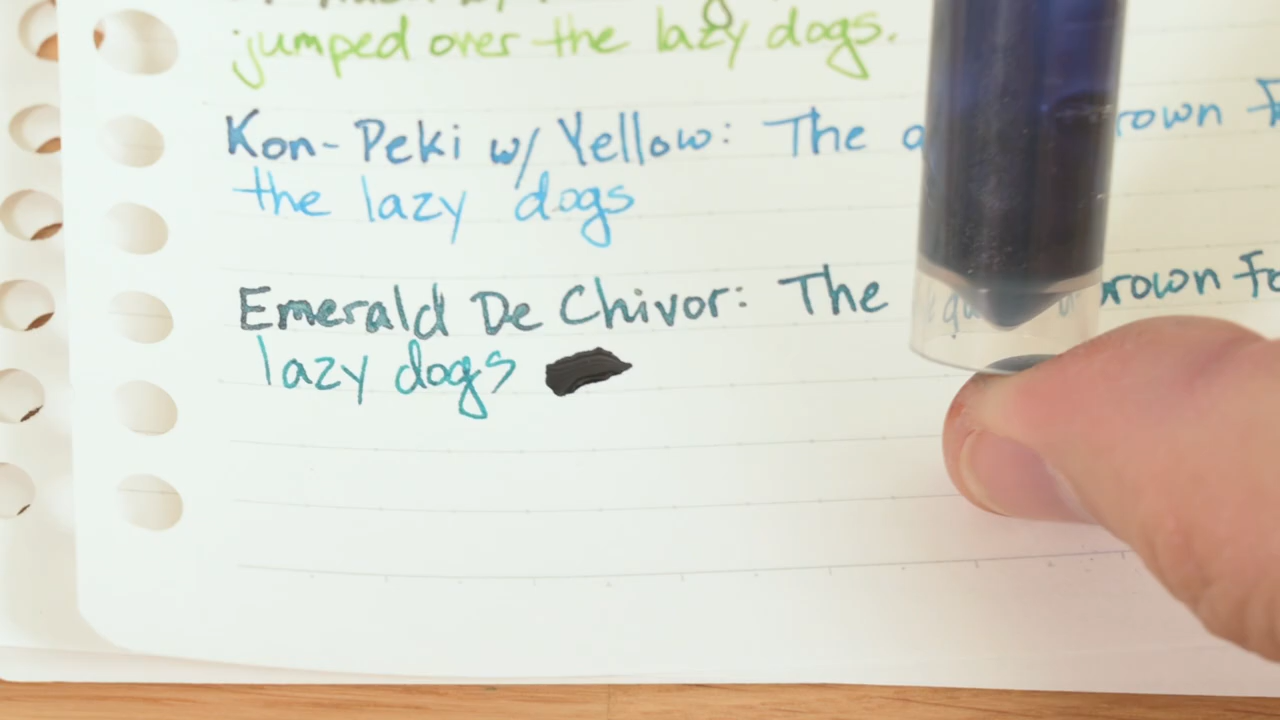 jumped over the lazy dogs.
Kon-Peki w/ Yellow: The
the lazy dogs
Emerald De Chivor: The
lazy dogs